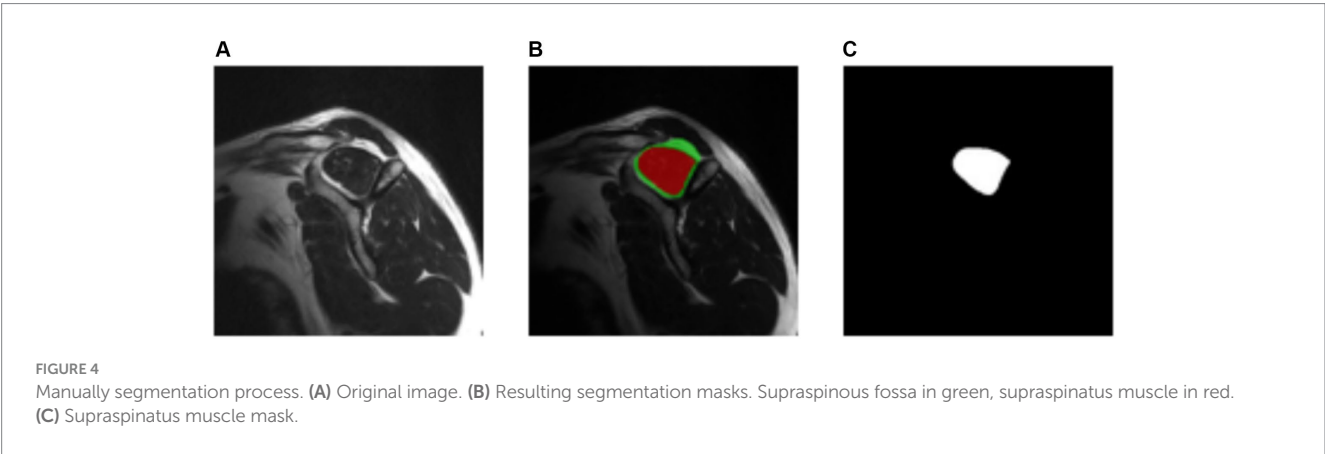 A B C
FIGURE 4
Manually segmentation process. (A) Original image. (B) Resulting segmentation masks. Supraspinous fossa in green, supraspinatus muscle in red.
(C) Supraspinatus muscle mask.